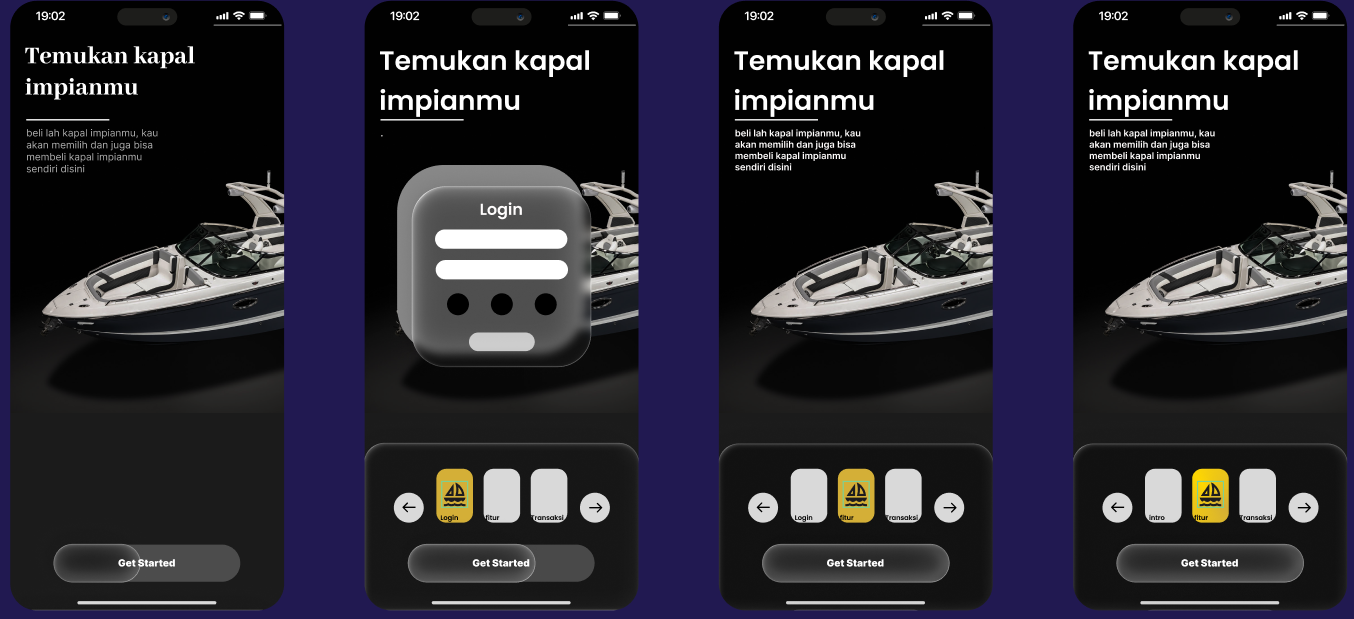 19:02
Temukan kapal
impianmu
beli lah kapal impianmu, kau
akan memilih dan juga bisa
membeli kapal impianmu
sendiri disini
Get Started
19:02
Temukan kapal
impianmu
.
Login
Login
fitur
Transaksi
Get Started
19:02
Temukan kapal
impianmu
beli lah kapal impianmu, kau
akan memilih dan juga bisa
membeli kapal impianmu
sendiri disini
Login
fitur
Transaksi
Get Started
19:02
Temukan kapal
impianmu
beli lah kapal impianmu, kau
akan memilih dan juga bisa
membeli kapal impianmu
sendiri disini
intro
fitur
Transaksi
Get Started